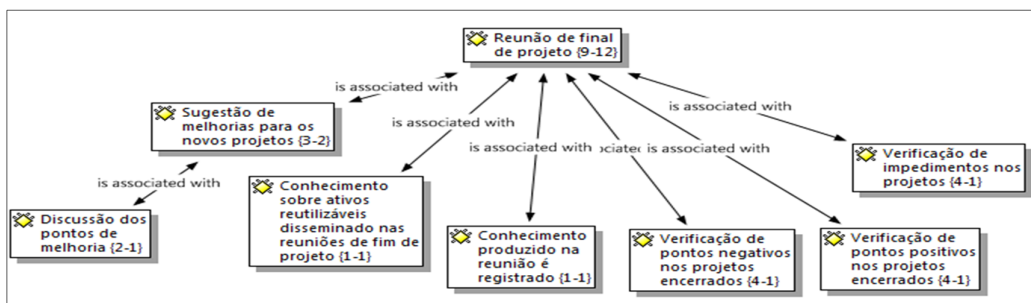 Reunão de final
de projeto {9-12}
is associated with
Sugestão de
melhorias para os
novos projetos {3-2}
is associated with
is associated with
is associated with
is associated with
is associated with
Verificação de
impedimentos nos
projetos {4-1}
is associated with
Discussão dos
pontos de
melhoria {2-1}
Conhecimento
sobre ativos
reutilizáveis
disseminado nas
reuniões de fim de
projeto {1-1}
Conhecimento
produzido na
reunião é
registrado {1-1}
Verificação de
pontos negativos
nos projetos
encerrados {4-1}
Verificação de
pontos positivos
nos projetos
encerrados {4-1}